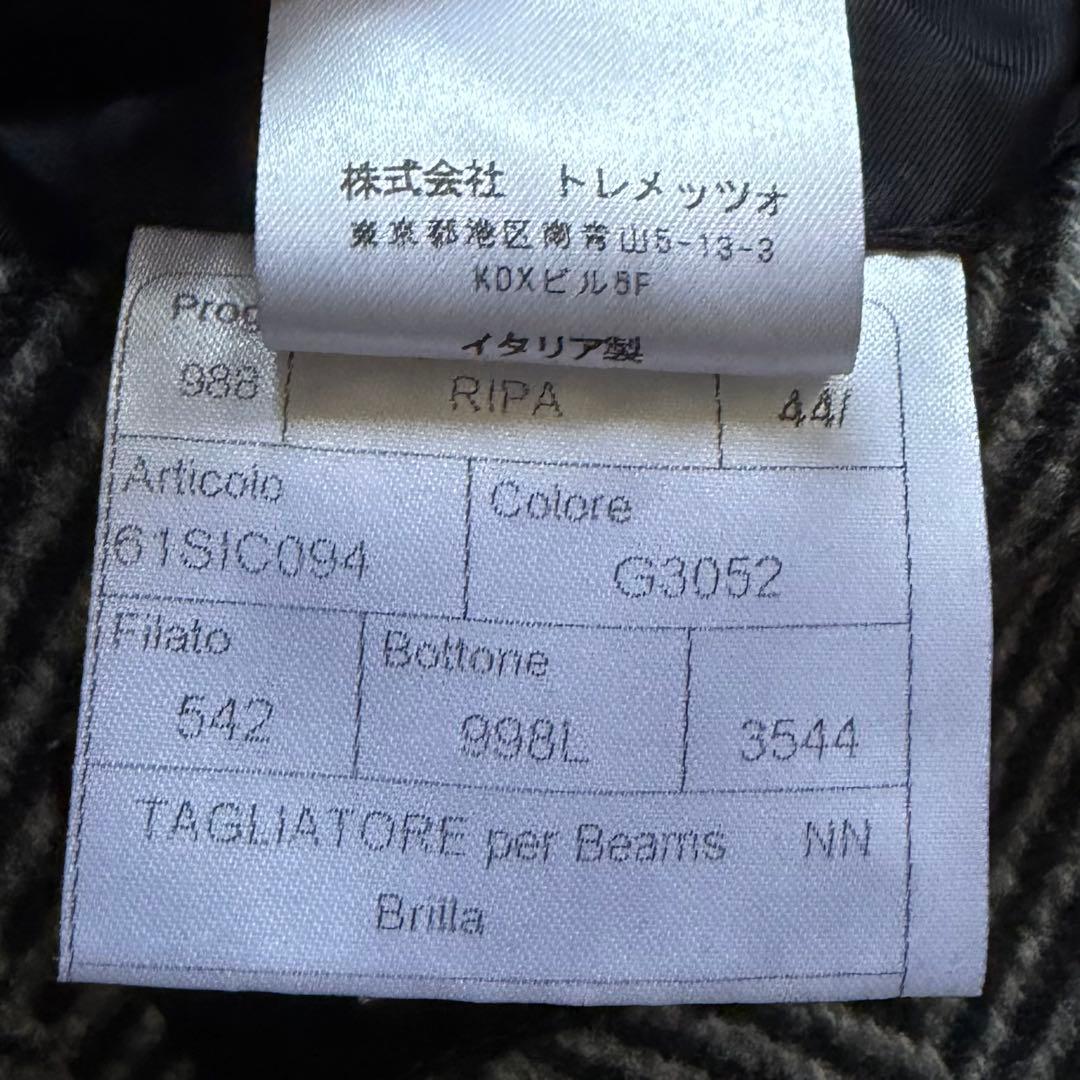 株式会社 トレメッツォ
東京都港区南青山5-13-3
KDXビル6F
イタリア製
Prog
988 RIPA 44/
Articolo Colore
61SIC094 G3052
Filato Bottone
542 998L 3544
TAGLIATORE per Beams NN
Brilla